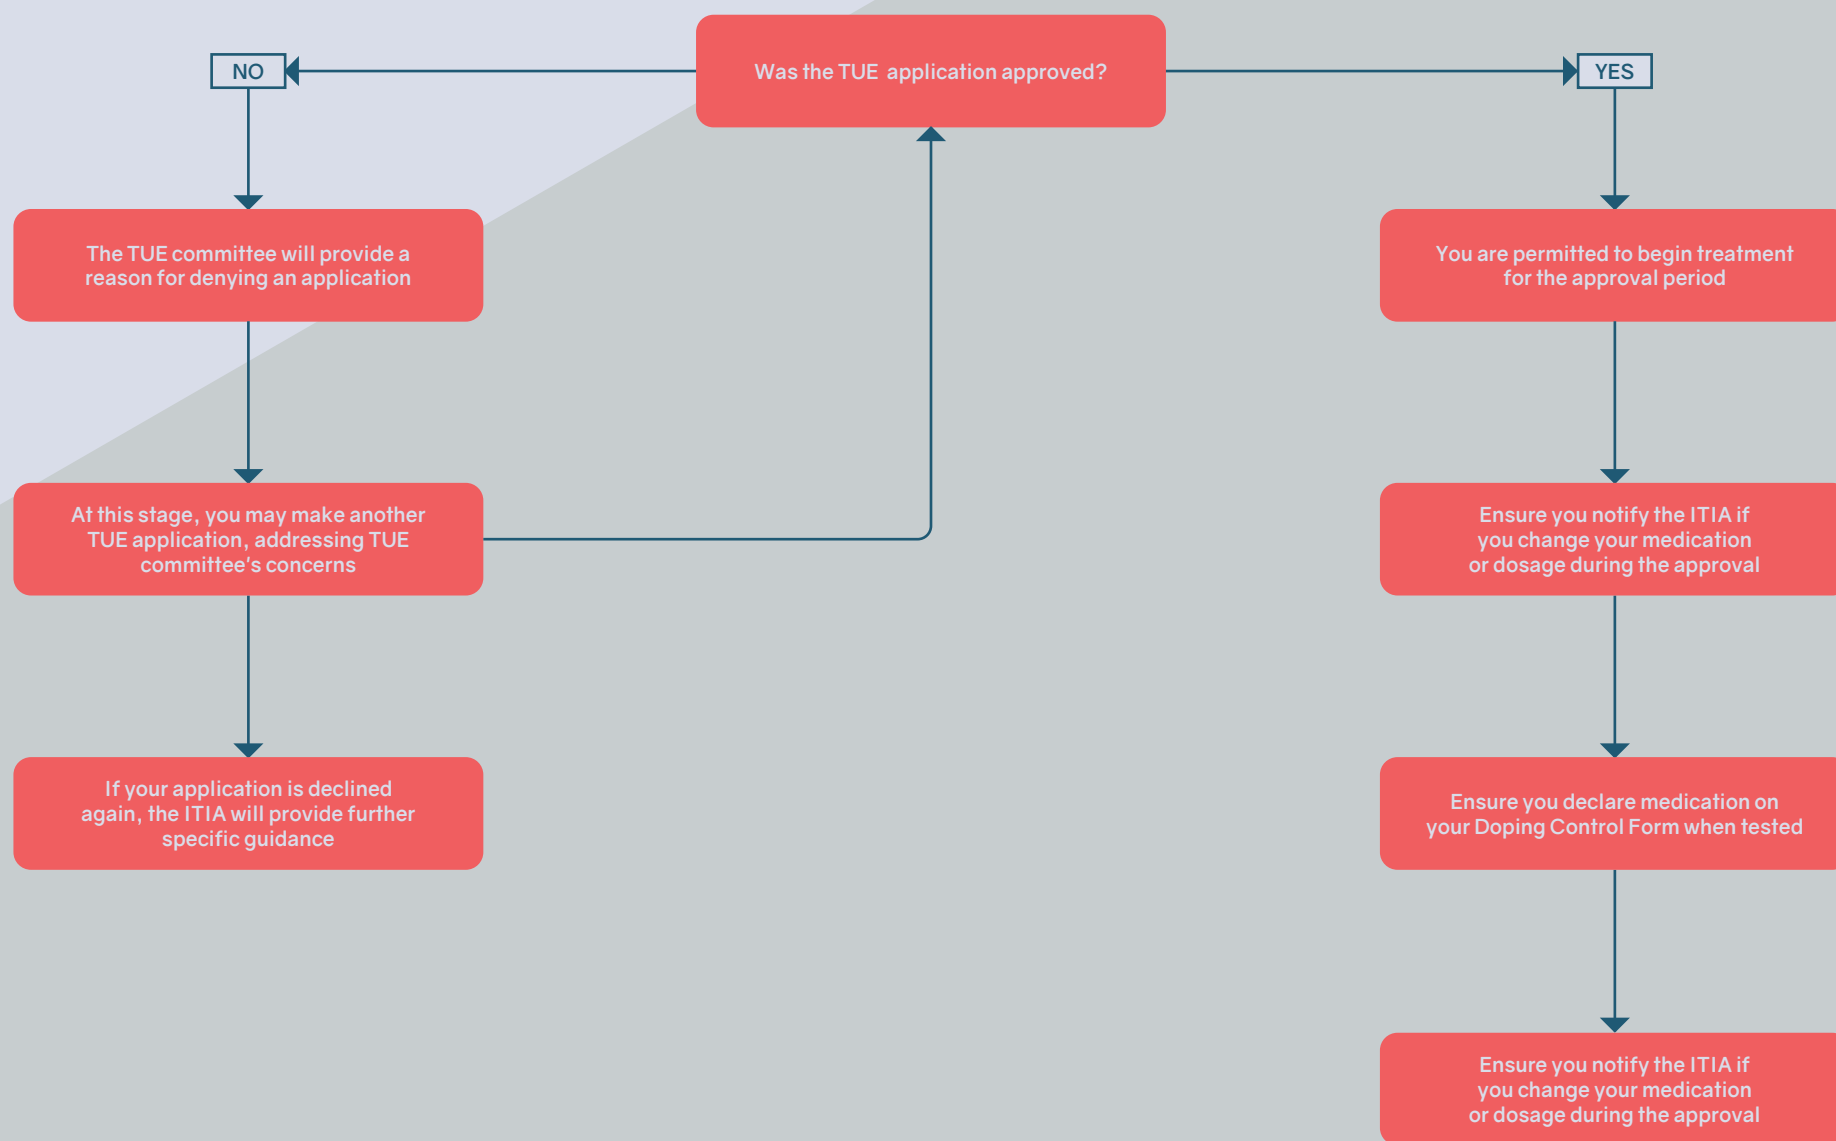 Was the TUE application approved?
NO
YES
The TUE committee will provide a
reason for denying an application
You are permitted to begin treatment
for the approval period
At this stage, you may make another
TUE application, addressing TUE
committee's concerns
Ensure you notify the ITIA if
you change your medication
or dosage during the approval
If your application is declined
again, the ITIA will provide further
specific guidance
Ensure you declare medication on
your Doping Control Form when tested
Ensure you notify the ITIA if
you change your medication
or dosage during the approval